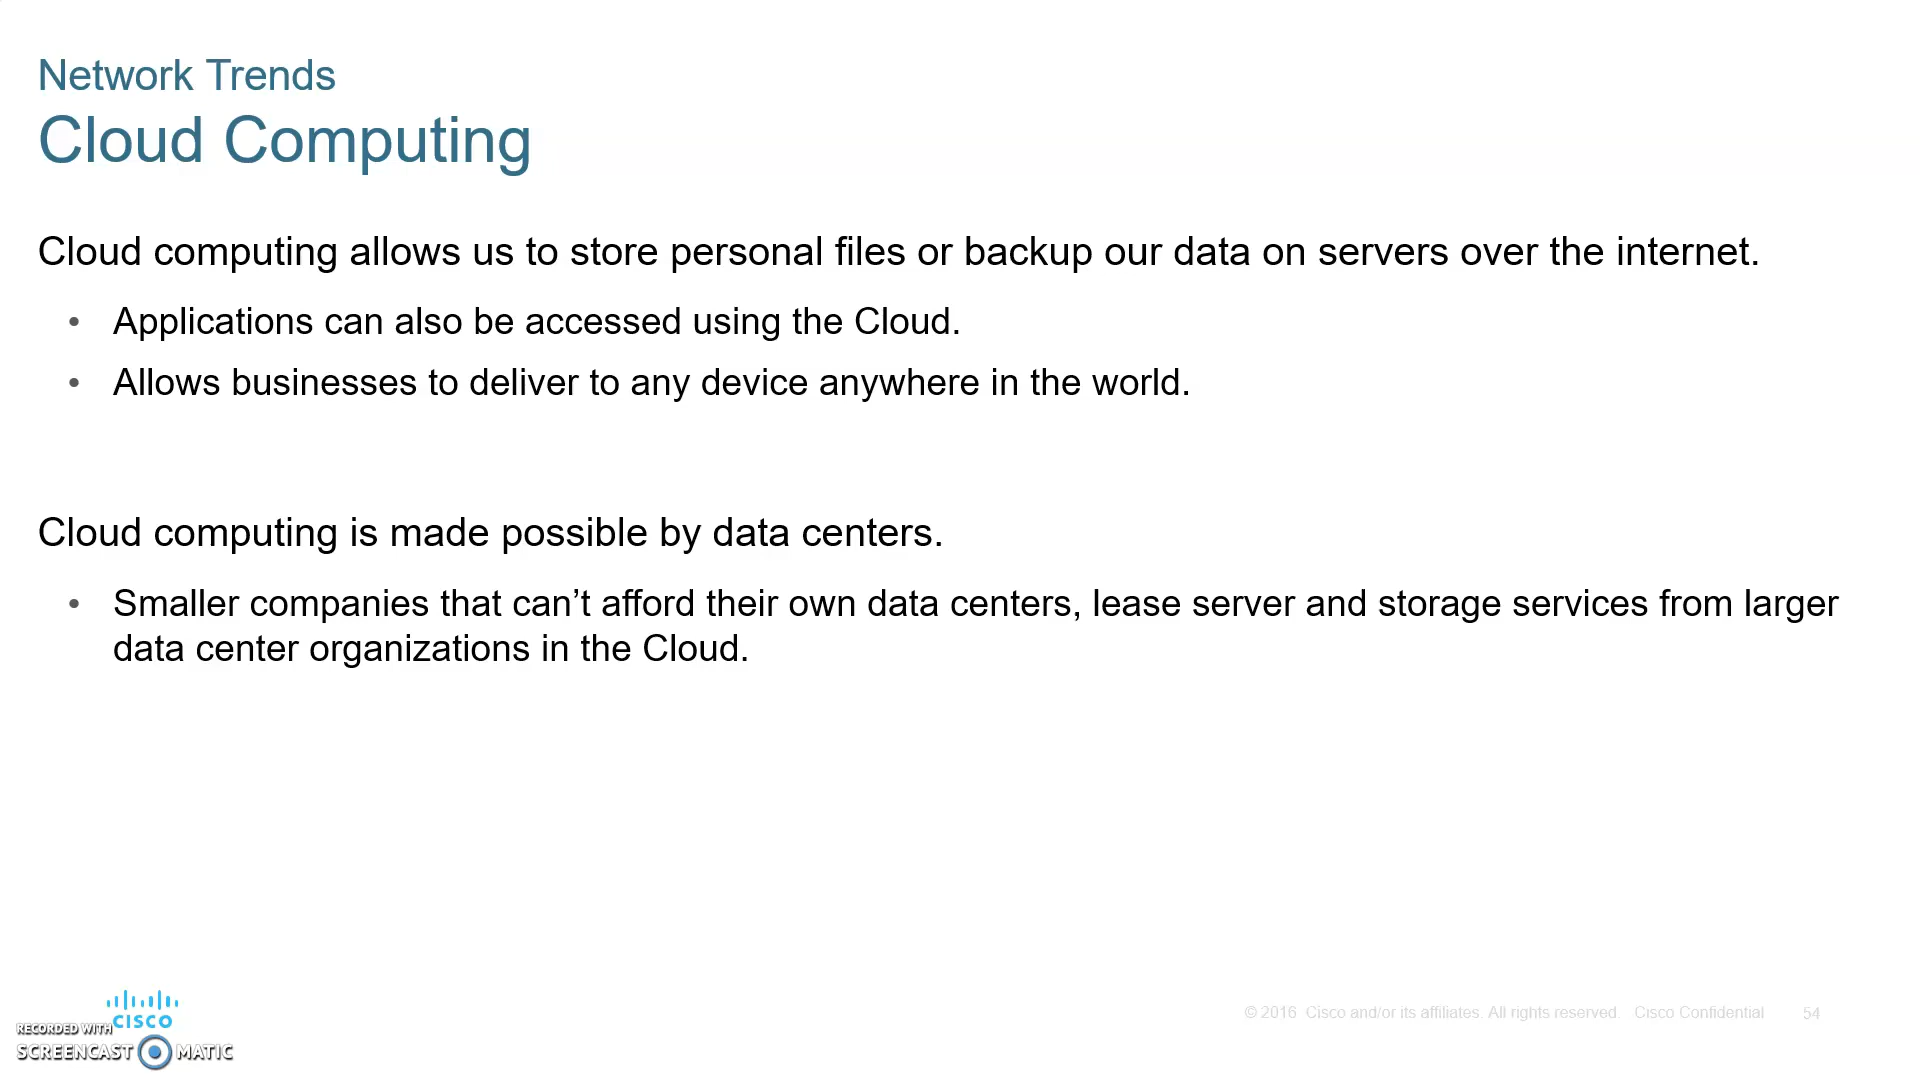 Network Trends
Cloud Computing
Cloud computing allows us to store personal files or backup our data on servers over the internet.
• Applications can also be accessed using the Cloud.
• Allows businesses to deliver to any device anywhere in the world.
Cloud computing is made possible by data centers.
• Smaller companies that can’t afford their own data centers, lease server and storage services from larger
data center organizations in the Cloud.
CISCO
© 2016 Cisco and/or its affiliates. All rights reserved. Cisco Confidential 54
RECORDED WITH
SCREENCAST MATIC